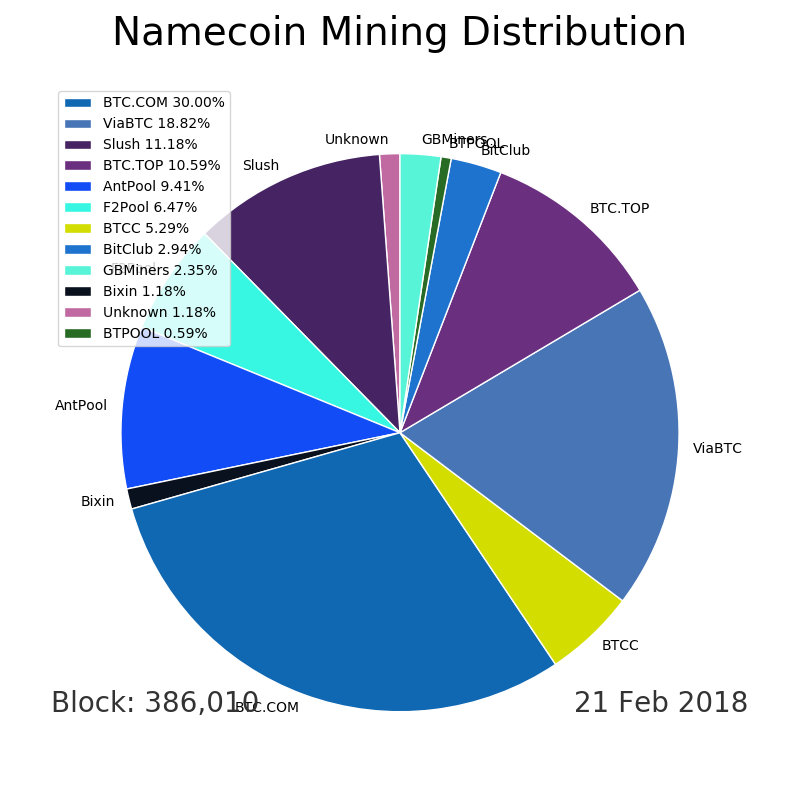 Namecoin Mining Distribution
BTC.COM 30.00%
ViaBTC 18.82%
Slush 11.18%
BTC.TOP 10.59%
AntPool 9.41%
F2Pool 6.47%
BTCC 5.29%
BitClub 2.94%
GBMiners 2.35%
Bixin 1.18%
Unknown 1.18%
BTPOOL 0.59%
Unknown
GBMiners
BTPOOL
BitClub
Slush
BTC.TOP
F2Pool
AntPool
ViaBTC
Bixin
BTCC
BTC.COM
Block: 386,010
21 Feb 2018